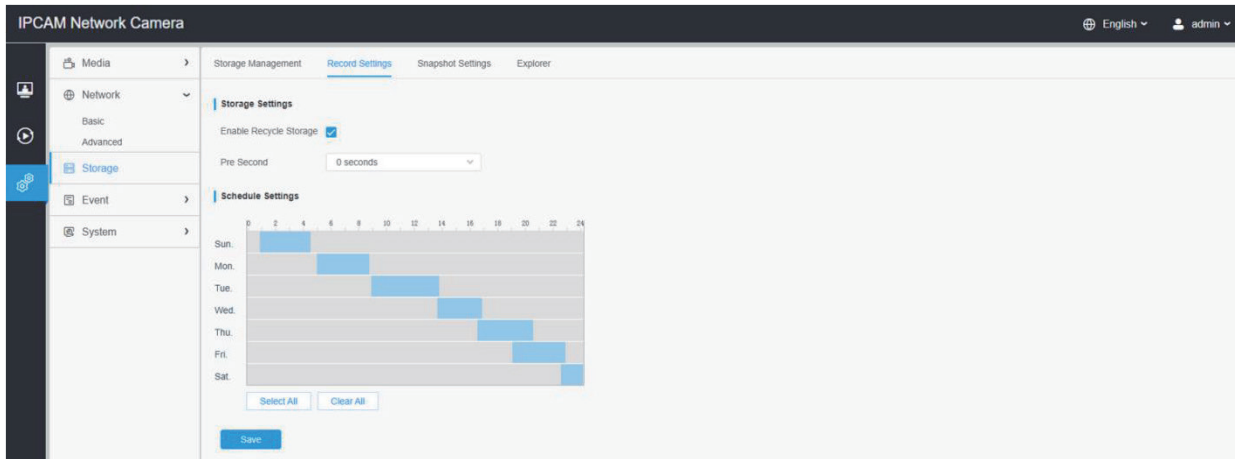 IPCAM Network Camera
English
admin
Media
Network
Basic
Advanced
Storage
Event
System
Storage Management Record Settings Snapshot Settings Explorer
Storage Settings
Enable Recycle Storage
Pre Second 0 seconds
Schedule Settings
0 2 4 6 8 10 12 14 16 18 20 22 24
Sun.
Mon.
Tue.
Wed.
Thu.
Fri.
Sat.
Select All Clear All
Save